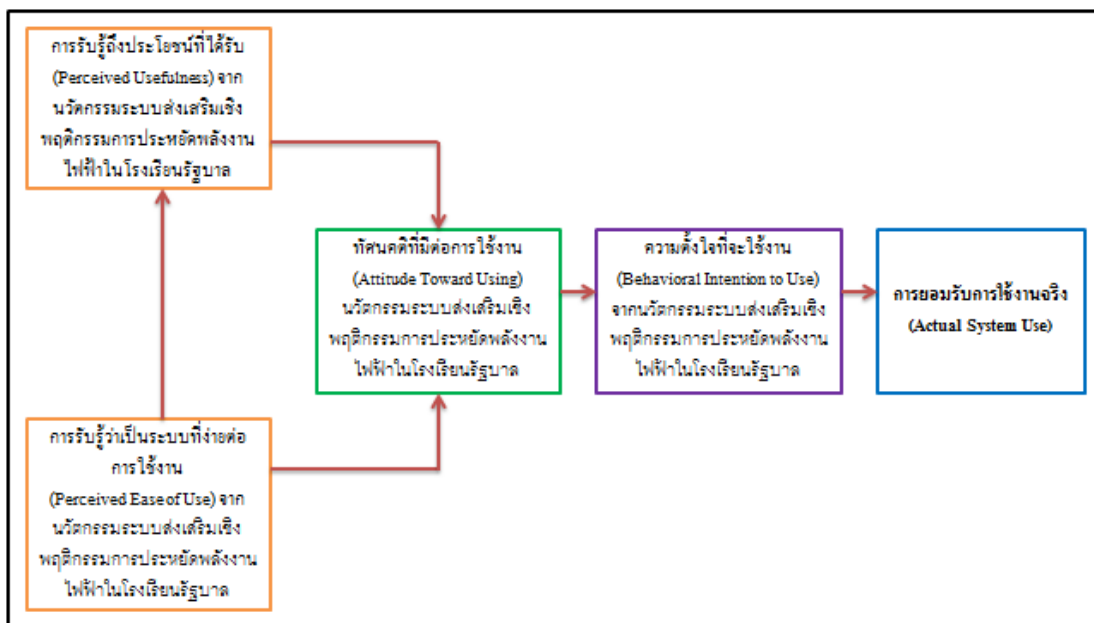 การรับรู้ถึงประโยชน์ที่ได้รับ
(Perceived Usefulness) จาก
นวัตกรรมระบบส่งเสริมเชิง
พฤติกรรมการประหยัดพลังงาน
ไฟฟ้าในโรงเรียนรัฐบาล
ทัศนคติที่มีต่อการใช้งาน
(Attitude Toward Using)
นวัตกรรมระบบส่งเสริมเชิง
พฤติกรรมการประหยัดพลังงาน
ไฟฟ้าในโรงเรียนรัฐบาล
ความตั้งใจที่จะใช้งาน
(Behavioral Intention to Use)
จากนวัตกรรมระบบส่งเสริมเชิง
พฤติกรรมการประหยัดพลังงาน
ไฟฟ้าในโรงเรียนรัฐบาล
การยอมรับการใช้งานจริง
(Actual System Use)
การรับรู้ว่าเป็นระบบที่ง่ายต่อ
การใช้งาน
(Perceived Ease of Use) จาก
นวัตกรรมระบบส่งเสริมเชิง
พฤติกรรมการประหยัดพลังงาน
ไฟฟ้าในโรงเรียนรัฐบาล